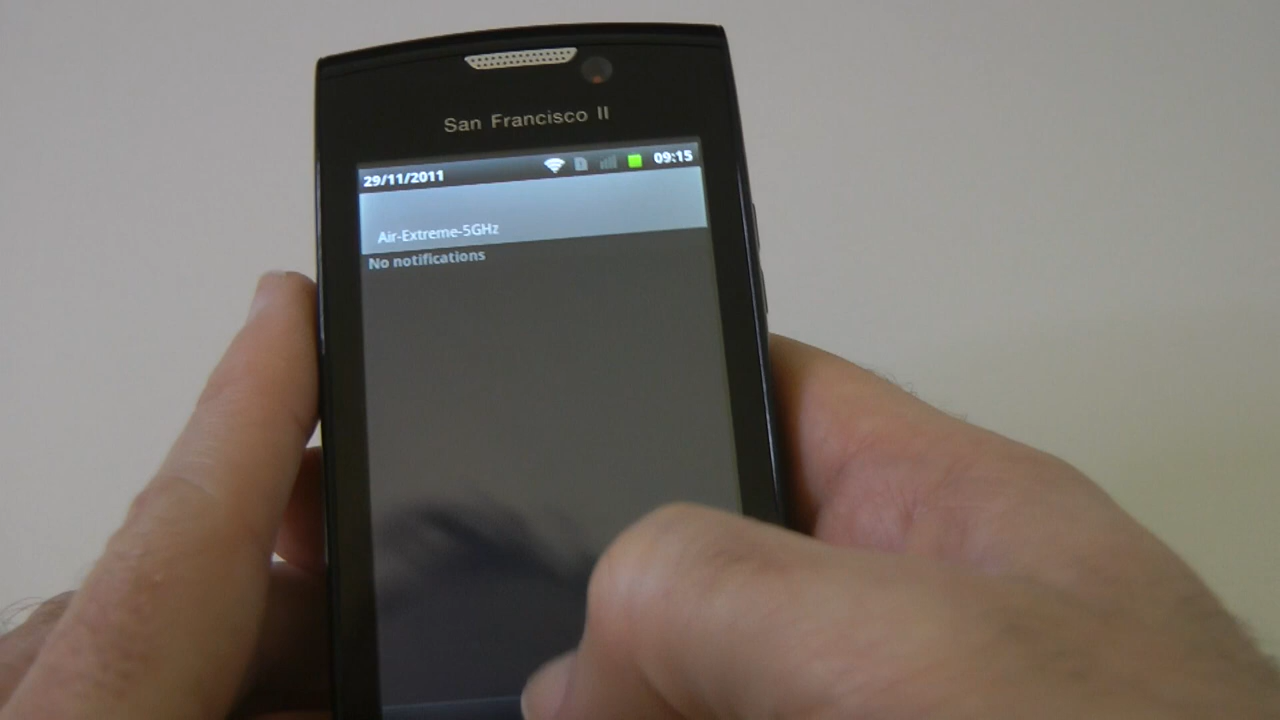 San Francisco II
29/11/2011 09:15
Air-Extreme-5GHz
No notifications